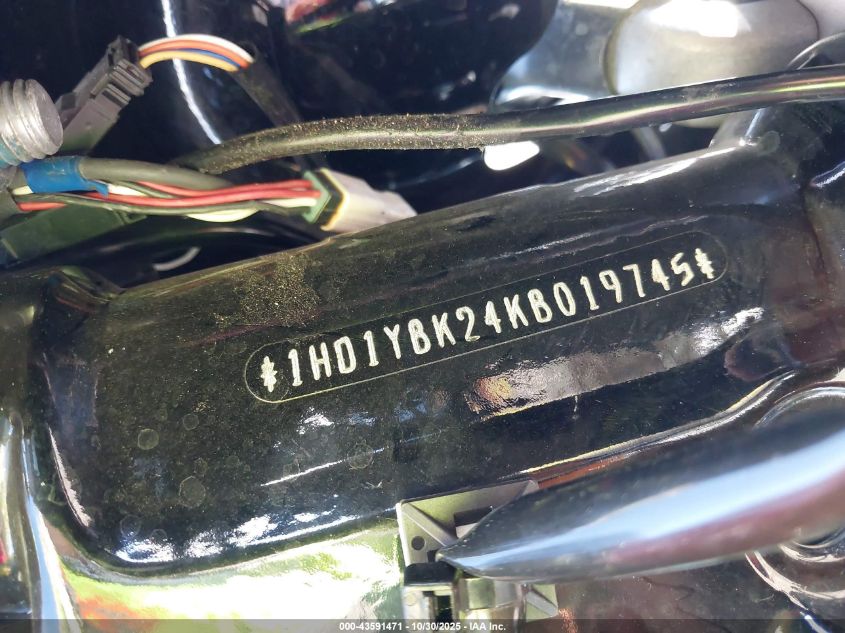 *1HD1YBK24KB019745*
000-43591471 - 10/30/2025 - IAA Inc.